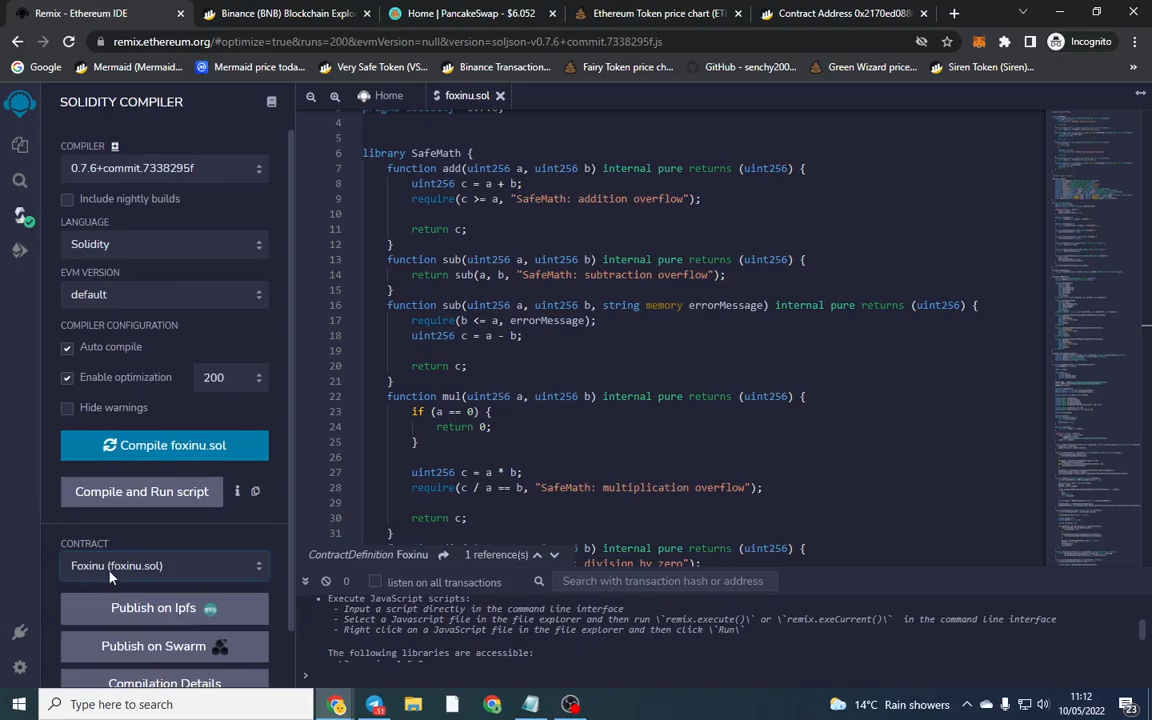 Remix - Ethereum IDE
Binance (BNB) Blockchain Explo
Home | PancakeSwap - $6.052
Ethereum Token price chart (ETH
Contract Address 0x2170ed088
remix.ethereum.org/#optimize=true&runs=200&evmVersion=null&version=soljson-v0.7.6+commit.7338295f.js
Incognito
Google
Mermaid (Mermaid...
Mermaid price toda...
Very Safe Token (VS...
Binance Transaction...
Fairy Token price ch...
GitHub - senchy200...
Green Wizard price...
Siren Token (Siren)...
SOLIDITY COMPILER
COMPILER
0.7.6+commit.7338295f
Include nightly builds
LANGUAGE
Solidity
EVM VERSION
default
COMPILER CONFIGURATION
Auto compile
Enable optimization
200
Hide warnings
Compile foxinu.sol
Compile and Run script
CONTRACT
Foxinu (foxinu.sol)
Publish on Ipfs
Publish on Swarm
Compilation Details
Home
foxinu.sol
4
5
6 library SafeMath {
7 function add(uint256 a, uint256 b) internal pure returns (uint256) {
8 uint256 c = a + b;
9 require(c >= a, "SafeMath: addition overflow");
10
11 return c;
12 }
13 function sub(uint256 a, uint256 b) internal pure returns (uint256) {
14 return sub(a, b, "SafeMath: subtraction overflow");
15 }
16 function sub(uint256 a, uint256 b, string memory errorMessage) internal pure returns (uint256) {
17 require(b <= a, errorMessage);
18 uint256 c = a - b;
19
20 return c;
21 }
22 function mul(uint256 a, uint256 b) internal pure returns (uint256) {
23 if (a == 0) {
24 return 0;
25 }
26
27 uint256 c = a * b;
28 require(c / a == b, "SafeMath: multiplication overflow");
29
30 return c;
31 }
ContractDefinition Foxinu
1 reference(s)
b) internal pure returns (uint256) {
division by zero");
0
listen on all transactions
Search with transaction hash or address
• Execute JavaScript scripts:
- Input a script directly in the command line interface
- Select a Javascript file in the file explorer and then run \`remix.execute()\` or \`remix.exeCurrent()\` in the command line interface
- Right click on a JavaScript file in the file explorer and then click \`Run\`
The following libraries are accessible:
>
Type here to search
31
14°C Rain showers
11:12
10/05/2022
23